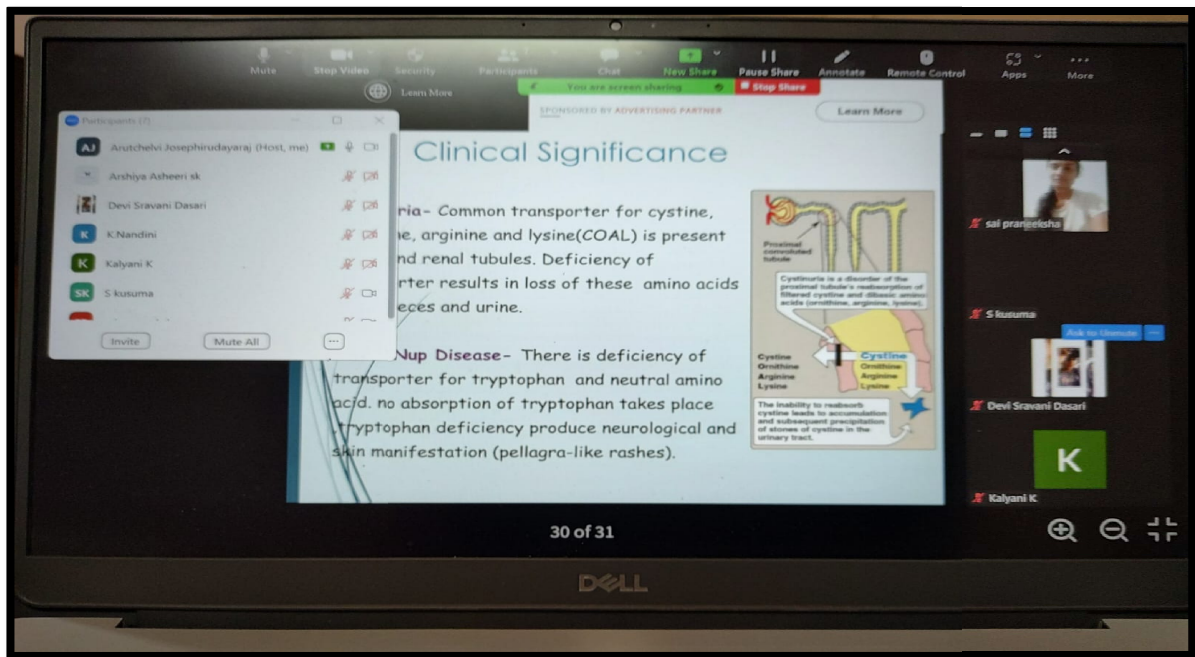 Mute
Stop Video
Security
Participants
Chat
New Share
Pause Share
Annotate
Remote Control
Apps
More
You are screen sharing
Stop Share
Learn More
SPONSORED BY ADVERTISING PARTNER
Learn More
Participants (7)
AJ Arutchelvi Josephirudayaraj (Host, me)
Arshiya Asheeri sk
Devi Sravani Dasari
K K.Nandini
K Kalyani K
SK S kusuma
Invite
Mute All
...
Clinical Significance
ria- Common transporter for cystine,
e, arginine and lysine(COAL) is present
nd renal tubules. Deficiency of
rter results in loss of these amino acids
eces and urine.
Nup Disease- There is deficiency of
transporter for tryptophan and neutral amino
acid. no absorption of tryptophan takes place
tryptophan deficiency produce neurological and
skin manifestation (pellagra-like rashes).
Proximal
convoluted
tubule
Cystinuria is a disorder of the
proximal tubule's reabsorption of
filtered cystine and dibasic amino
acids (ornithine, arginine, lysine).
Cystine
Ornithine
Arginine
Lysine
Cystine
Ornithine
Arginine
Lysine
The inability to reabsorb
cystine leads to accumulation
and subsequent precipitation
of stones of cystine in the
urinary tract.
sai praneeksha
S kusuma
Ask to Unmute
...
Devi Sravani Dasari
K
Kalyani K
30 of 31
DELL